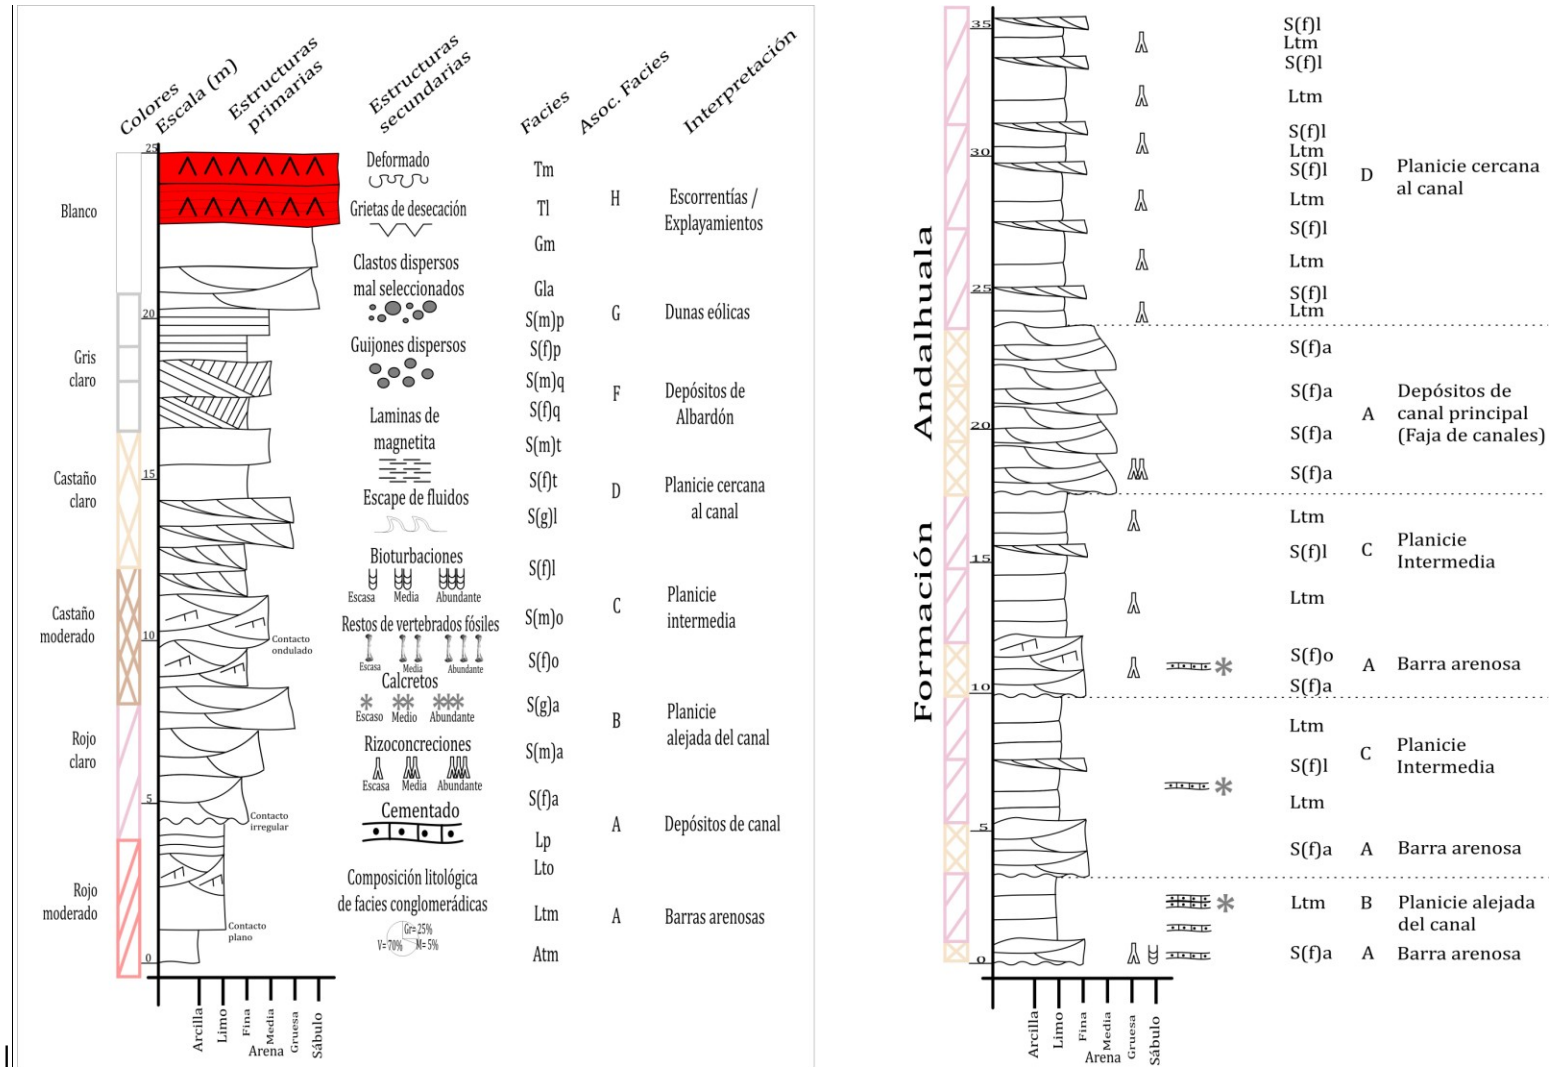 Colores
Escala (m)
Estructuras
primarias
Estructuras
secundarias
Facies
Asoc. Facies
Interpretación
25
20
15
10
5
0
Blanco
Gris
claro
Castaño
claro
Castaño
moderado
Rojo
claro
Rojo
moderado
Contacto
ondulado
Contacto
irregular
Contacto
plano
Arcilla
Limo
Fina
Media
Gruesa
Sábulo
Arena
Deformado
Grietas de desecación
Clastos dispersos
mal seleccionados
Guijones dispersos
Laminas de
magnetita
Escape de fluidos
Bioturbaciones
Escasa Media Abundante
Restos de vertebrados fósiles
Escasa Media Abundante
Calcretos
Escaso Medio Abundante
Rizoconcreciones
Escasa Media Abundante
Cementado
Composición litológica
de facies conglomerádicas
Gr= 25%
V= 70% M= 5%
Tm
Tl
Gm
Gla
S(m)p
S(f)p
S(m)q
S(f)q
S(m)t
S(f)t
S(g)l
S(f)l
S(m)o
S(f)o
S(g)a
S(m)a
S(f)a
Lp
Lto
Ltm
Atm
H Escorrentías /
Explayamientos
G Dunas eólicas
F Depósitos de
Albardón
D Planicie cercana
al canal
C Planicie
intermedia
B Planicie
alejada del canal
A Depósitos de canal
A Barras arenosas
Formación Andalhuala
35
30
25
20
15
10
5
0
S(f)l
Ltm
S(f)l
Ltm
S(f)l
Ltm
S(f)l
Ltm
S(f)l
Ltm
S(f)l
Ltm
D Planicie cercana
al canal
S(f)a
S(f)a
S(f)a
S(f)a
A Depósitos de
canal principal
(Faja de canales)
Ltm
S(f)l
Ltm
C Planicie
Intermedia
S(f)o
S(f)a
A Barra arenosa
Ltm
S(f)l
Ltm
C Planicie
Intermedia
S(f)a A Barra arenosa
Ltm B Planicie alejada
del canal
S(f)a A Barra arenosa
Arcilla
Limo
Fina
Media
Gruesa
Sábulo
Arena